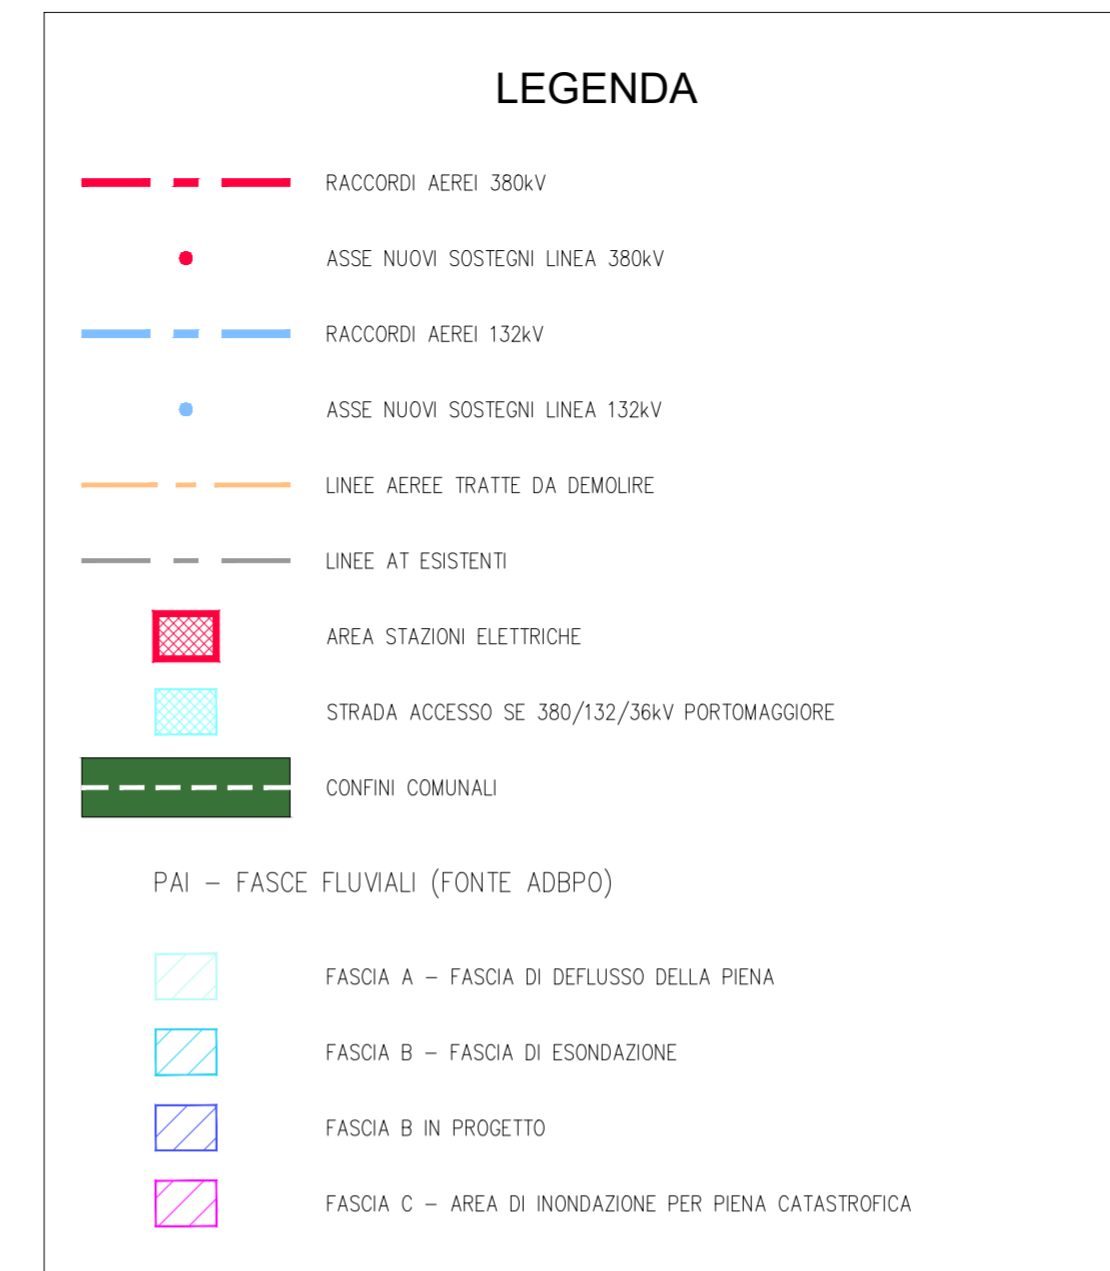 LEGENDA
RACCORDI AEREI 380kV
ASSE NUOVI SOSTEGNI LINEA 380kV
RACCORDI AEREI 132kV
ASSE NUOVI SOSTEGNI LINEA 132kV
LINEE AEREE TRATTE DA DEMOLIRE
LINEE AT ESISTENTI
AREA STAZIONI ELETTRICHE
STRADA ACCESSO SE 380/132/36kV PORTOMAGGIORE
CONFINI COMUNALI
PAI – FASCE FLUVIALI (FONTE ADBPO)
FASCIA A – FASCIA DI DEFLUSSO DELLA PIENA
FASCIA B – FASCIA DI ESONDAZIONE
FASCIA B IN PROGETTO
FASCIA C – AREA DI INONDAZIONE PER PIENA CATASTROFICA